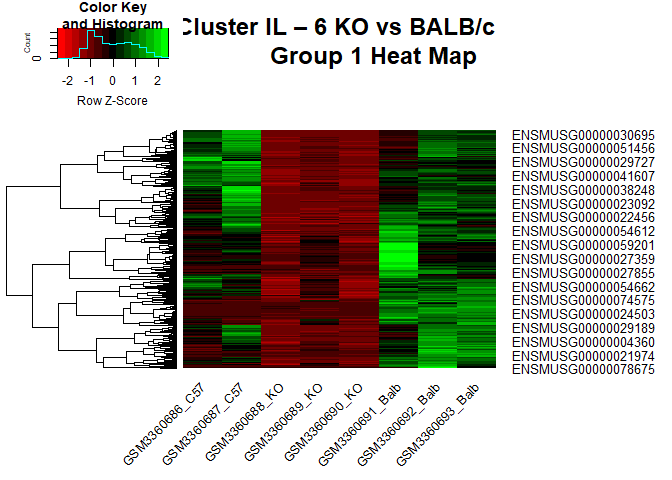 Color Key
and Histogram
Count
0
-2 -1 0 1 2
Row Z-Score
Cluster IL – 6 KO vs BALB/c
Group 1 Heat Map
ENSMUSG00000030695
ENSMUSG00000051456
ENSMUSG00000029727
ENSMUSG00000041607
ENSMUSG00000038248
ENSMUSG00000023092
ENSMUSG00000022456
ENSMUSG00000054612
ENSMUSG00000059201
ENSMUSG00000027359
ENSMUSG00000027855
ENSMUSG00000054662
ENSMUSG00000074575
ENSMUSG00000024503
ENSMUSG00000029189
ENSMUSG00000004360
ENSMUSG00000021974
ENSMUSG00000078675
GSM3360686_C57
GSM3360687_C57
GSM3360688_KO
GSM3360689_KO
GSM3360690_KO
GSM3360691_Balb
GSM3360692_Balb
GSM3360693_Balb